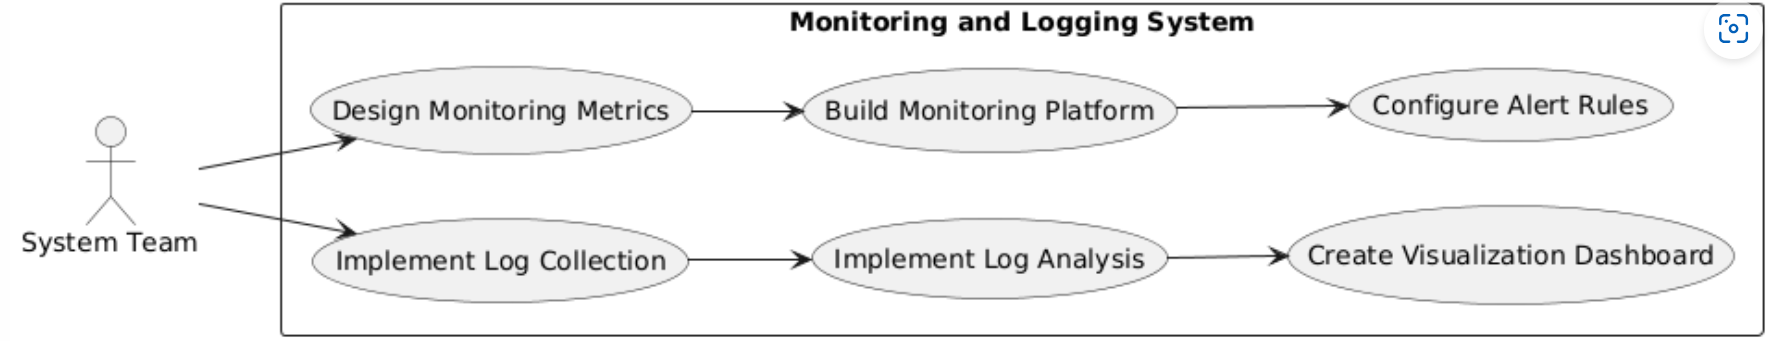 Monitoring and Logging System
Design Monitoring Metrics
Build Monitoring Platform
Configure Alert Rules
System Team
Implement Log Collection
Implement Log Analysis
Create Visualization Dashboard